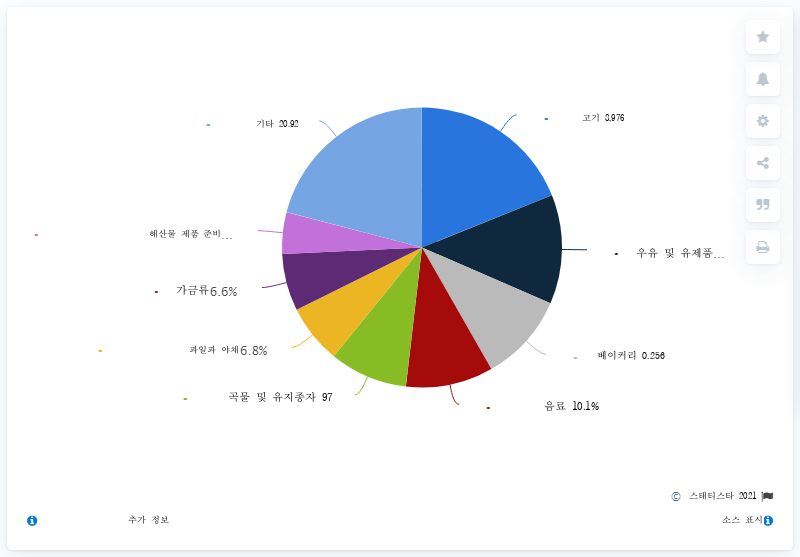 기타 20.92
고기 3,976
해산물 제품 준비...
우유 및 유제품...
가금류 6.6%
과일과 야채 6.8%
베이커리 0.256
곡물 및 유지종자 97
음료 10.1%
© 스태티스타 2021
추가 정보
소스 표시